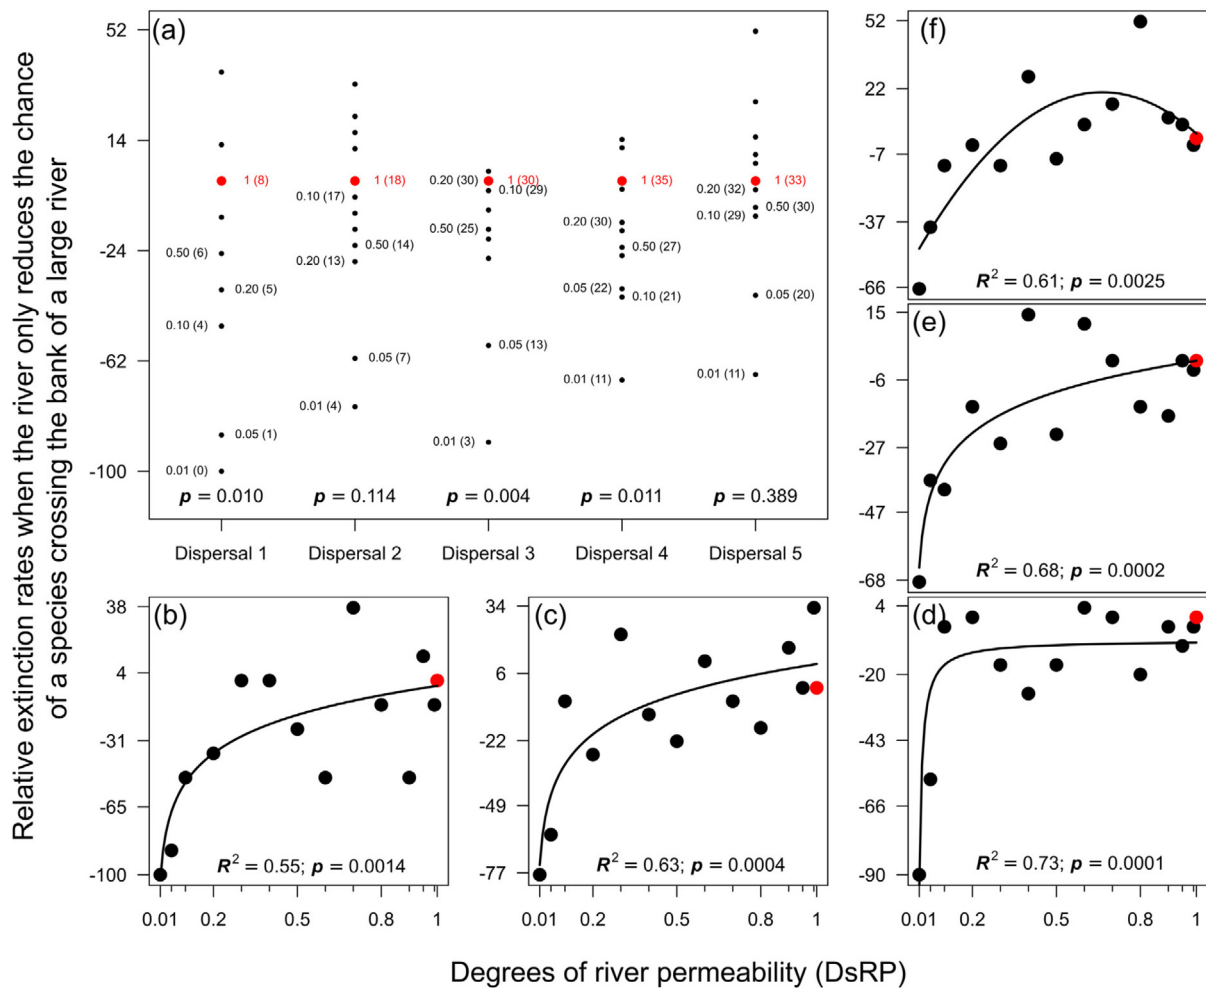 Relative extinction rates when the river only reduces the chance
of a species crossing the bank of a large river
(a)
52
14
-24
-62
-100
1 (8)
0.50 (6)
0.20 (5)
0.10 (4)
0.05 (1)
0.01 (0)
p = 0.010
Dispersal 1
1 (18)
0.10 (17)
0.50 (14)
0.20 (13)
0.05 (7)
0.01 (4)
p = 0.114
Dispersal 2
0.20 (30)
1 (30)
0.10 (29)
0.50 (25)
0.05 (13)
0.01 (3)
p = 0.004
Dispersal 3
1 (35)
0.20 (30)
0.50 (27)
0.05 (22)
0.10 (21)
0.01 (11)
p = 0.011
Dispersal 4
1 (33)
0.20 (32)
0.50 (30)
0.10 (29)
0.05 (20)
0.01 (11)
p = 0.389
Dispersal 5
(f)
52
22
-7
-37
-66
R² = 0.61; p = 0.0025
(e)
15
-6
-27
-47
-68
R² = 0.68; p = 0.0002
(b)
38
4
-31
-65
-100
R² = 0.55; p = 0.0014
0.01 0.2 0.5 0.8 1
(c)
34
6
-22
-49
-77
R² = 0.63; p = 0.0004
0.01 0.2 0.5 0.8 1
(d)
4
-20
-43
-66
-90
R² = 0.73; p = 0.0001
0.01 0.2 0.5 0.8 1
Degrees of river permeability (DsRP)